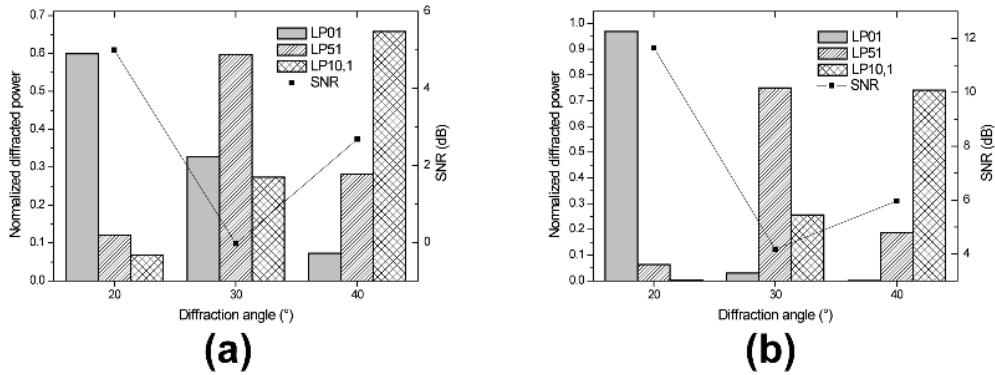 Normalized diffracted power
0.7
0.6
0.5
0.4
0.3
0.2
0.1
0.0
LP01
LP51
LP10,1
SNR
6
4
2
0
SNR (dB)
20
30
40
Diffraction angle (°)
(a)
Normalized diffracted power
1.0
0.9
0.8
0.7
0.6
0.5
0.4
0.3
0.2
0.1
0.0
LP01
LP51
LP10,1
SNR
12
10
8
6
4
SNR (dB)
20
30
40
Diffraction angle (°)
(b)